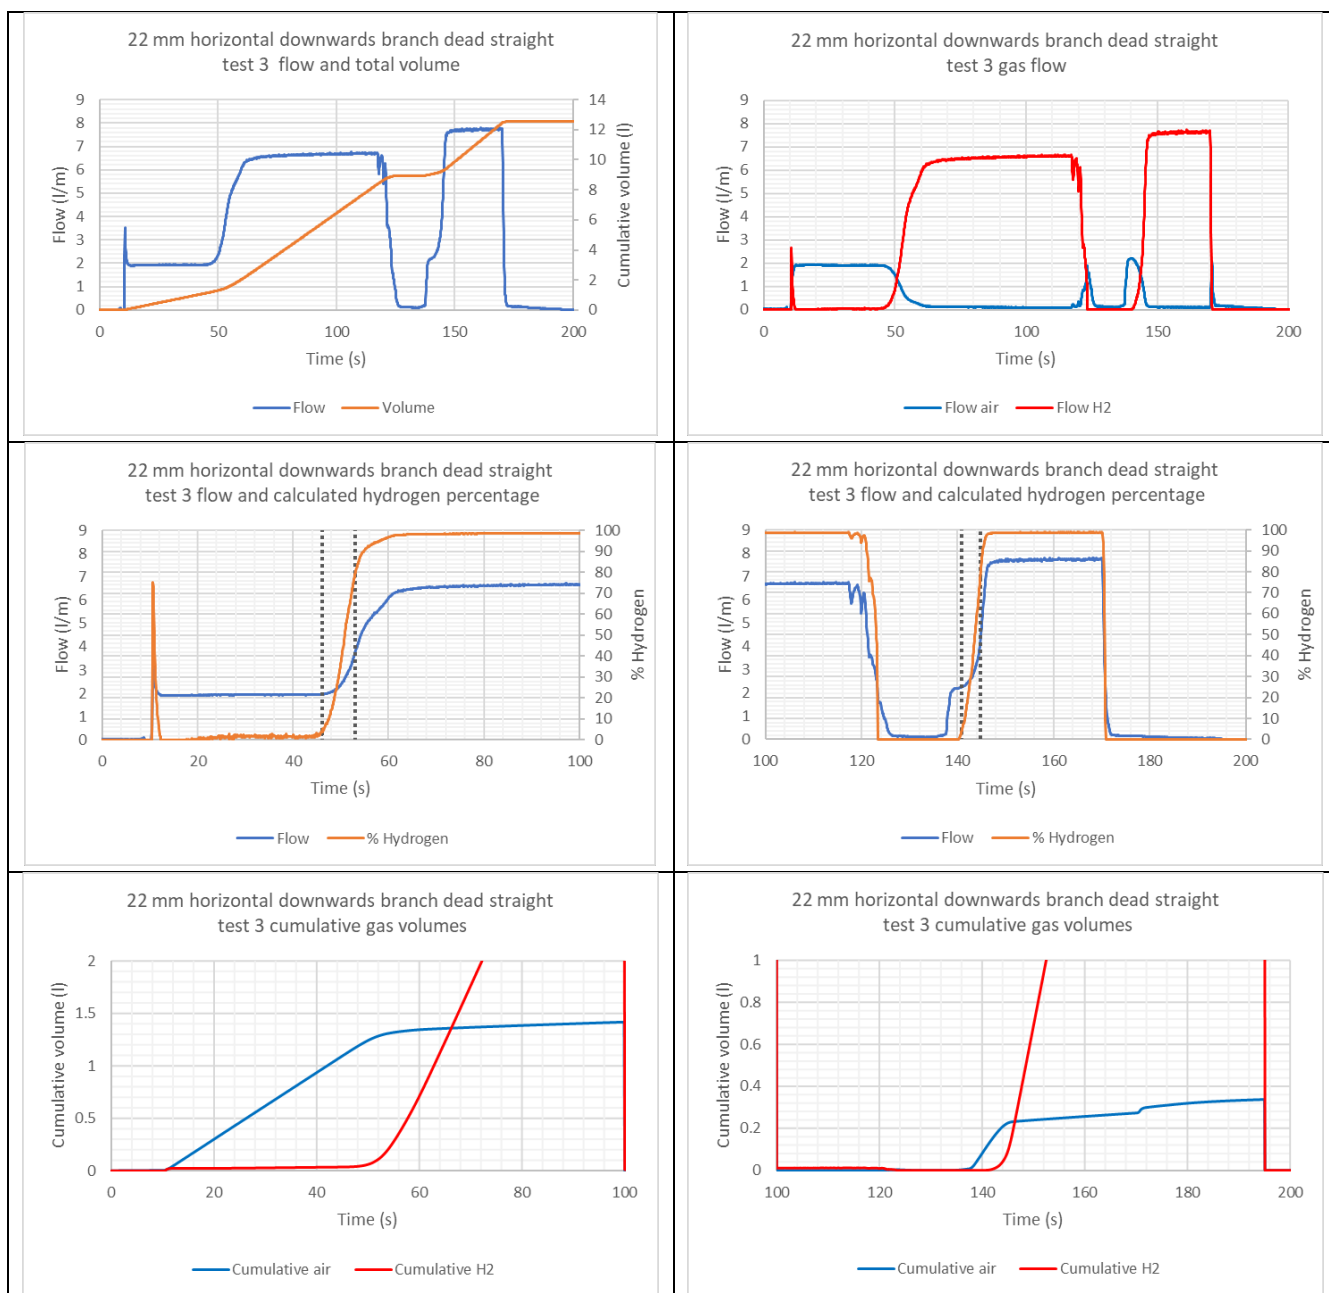 22 mm horizontal downwards branch dead straight
test 3 flow and total volume
9
8
7
6
5
4
3
2
1
0
Flow (l/m)
14
12
10
8
6
4
2
0
Cumulative volume (l)
0 50 100 150 200
Time (s)
Flow Volume
22 mm horizontal downwards branch dead straight
test 3 gas flow
9
8
7
6
5
4
3
2
1
0
Flow (l/m)
0 50 100 150 200
Time (s)
Flow air Flow H2
22 mm horizontal downwards branch dead straight
test 3 flow and calculated hydrogen percentage
9
8
7
6
5
4
3
2
1
0
Flow (l/m)
100
90
80
70
60
50
40
30
20
10
0
% Hydrogen
0 20 40 60 80 100
Time (s)
Flow % Hydrogen
22 mm horizontal downwards branch dead straight
test 3 flow and calculated hydrogen percentage
9
8
7
6
5
4
3
2
1
0
Flow (l/m)
100
90
80
70
60
50
40
30
20
10
0
% Hydrogen
100 120 140 160 180 200
Time (s)
Flow % Hydrogen
22 mm horizontal downwards branch dead straight
test 3 cumulative gas volumes
2
1.5
1
0.5
0
Cumulative volume (l)
0 20 40 60 80 100
Time (s)
Cumulative air Cumulative H2
22 mm horizontal downwards branch dead straight
test 3 cumulative gas volumes
1
0.8
0.6
0.4
0.2
0
Cumulative volume (l)
100 120 140 160 180 200
Time (s)
Cumulative air Cumulative H2